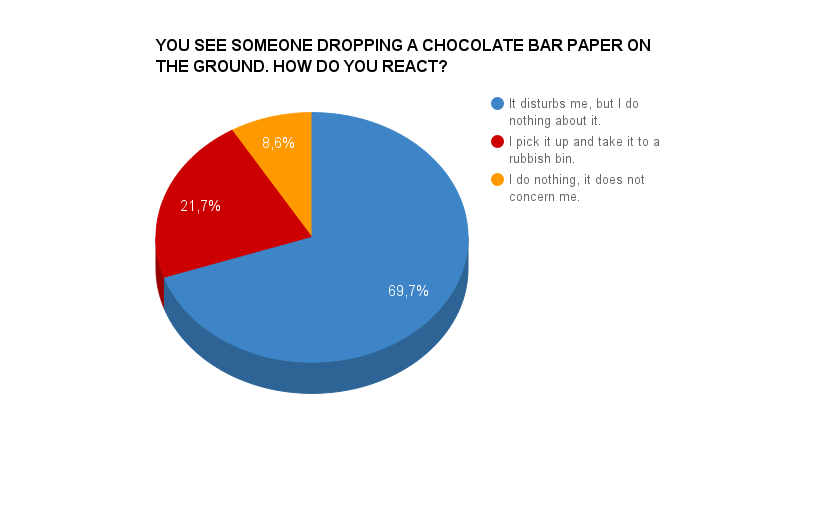 YOU SEE SOMEONE DROPPING A CHOCOLATE BAR PAPER ON
THE GROUND. HOW DO YOU REACT?
It disturbs me, but I do
nothing about it.
I pick it up and take it to a
rubbish bin.
I do nothing, it does not
concern me.
8,6%
21,7%
69,7%